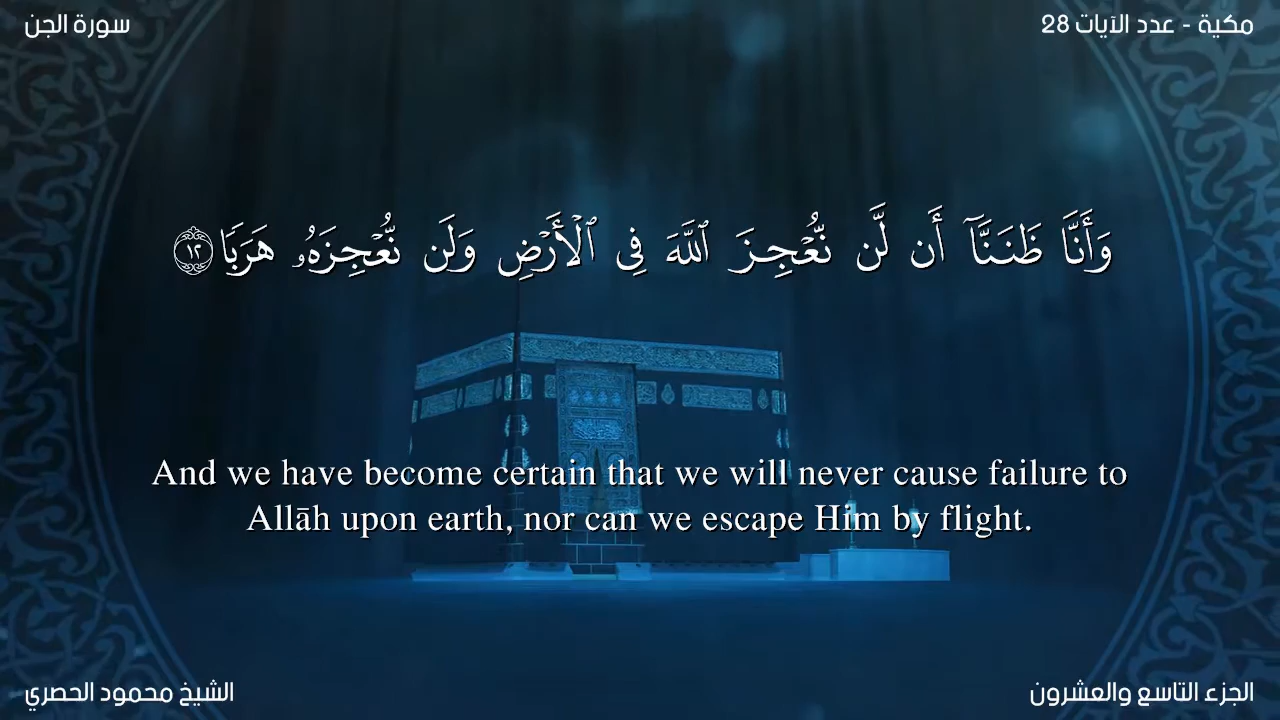 سورة الجن
مكية - عدد الآيات 28
وَأَنَّا ظَنَنَّآ أَن لَّن نُّعْجِزَ ٱللَّهَ فِى ٱلْأَرْضِ وَلَن نُّعْجِزَهُۥ هَرَبًا ١٢
And we have become certain that we will never cause failure to
Allāh upon earth, nor can we escape Him by flight.
الشيخ محمود الحصري
الجزء التاسع والعشرون